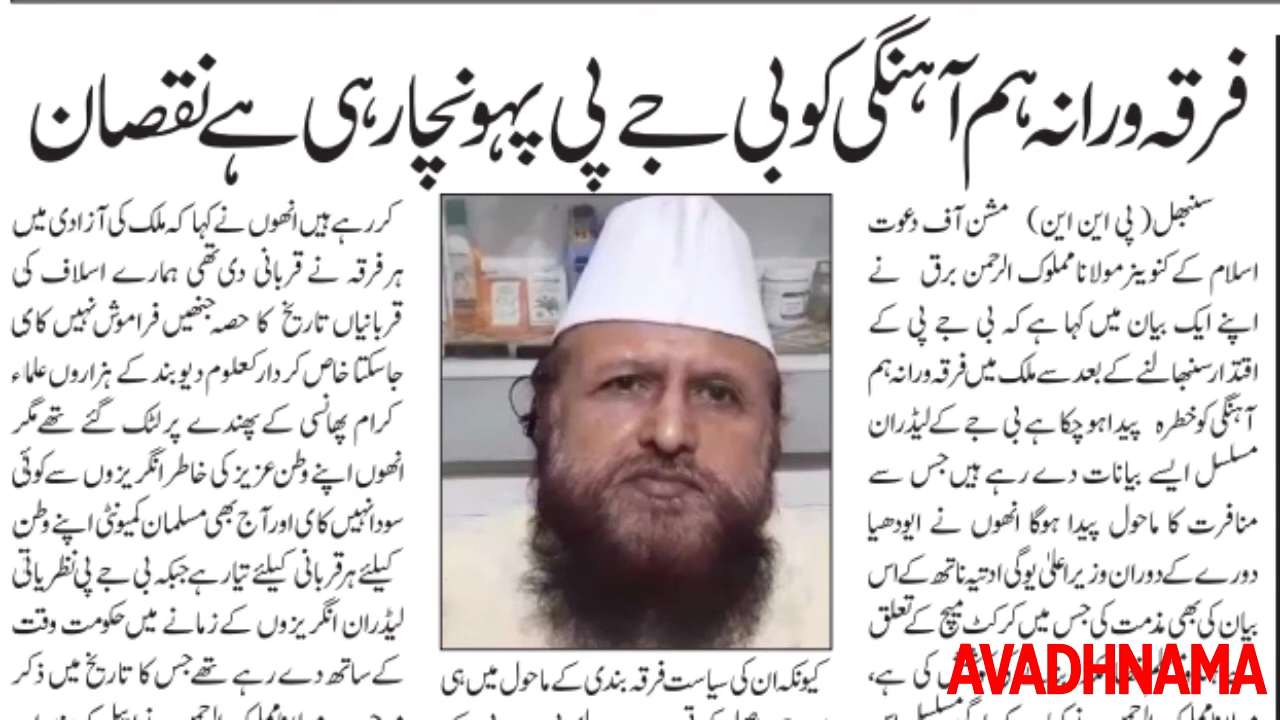 فرقہ ورانہ ہم آہنگی کو بی جے پی پہونچا رہی ہے نقصان
سنبھل (پی این این) مشن آف دعوت
اسلام کے کنوینر مولانا مملوک الرحمن برق نے
اپنے ایک بیان میں کہا ہے کہ بی جے پی کے
اقتدار سنبھالنے کے بعد سے ملک میں فرقہ ورانہ ہم
آہنگی کو خطرہ پیدا ہو چکا ہے بی جے کے لیڈران
مسلسل ایسے بیانات دے رہے ہیں جس سے
منافرت کا ماحول پیدا ہوگا انھوں نے ایودھیا
دورے کے دوران وزیر اعلیٰ یوگی ادتیہ ناتھ کے اس
بیان کی بھی مذمت کی جس میں کرکٹ میچ کے تعلق
کی ہے،
کیونکہ ان کی سیاست فرقہ بندی کے ماحول میں ہی
کر رہے ہیں انھوں نے کہا کہ ملک کی آزادی میں
ہر فرقہ نے قربانی دی تھی ہمارے اسلاف کی
قربانیاں تاریخ کا حصہ جنھیں فراموش نہیں کای
جاسکتا خاص کر دارکعلوم دیوبند کے ہزاروں علماء
کرام پھانسی کے پھندے پر لٹک گئے تھے مگر
انھوں اپنے وطن عزیز کی خاطر انگریزوں سے کوئی
سودا نہیں کای اور آج بھی مسلمان کمیونٹی اپنے وطن
کیلئے ہر قربانی کیلئے تیار ہے جبکہ بی جے پی نظریاتی
لیڈران انگریزوں کے زمانے میں حکومت وقت
کے ساتھ دے رہے تھے جس کا تاریخ میں ذکر
AVADHNAMA